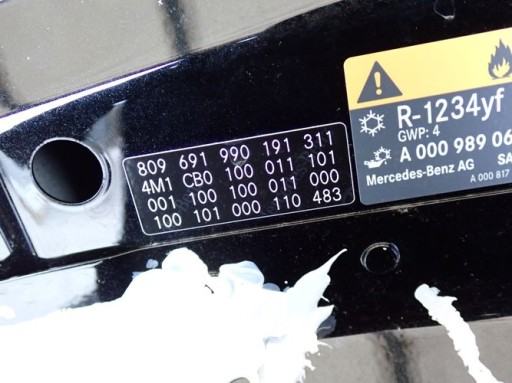 809 691 990 191 311
4M1 CB0 100 011 101
001 100 100 011 000
100 101 000 110 483
R-1234yf
GWP: 4
A 000 989 06
Mercedes-Benz AG SA
A 000 817